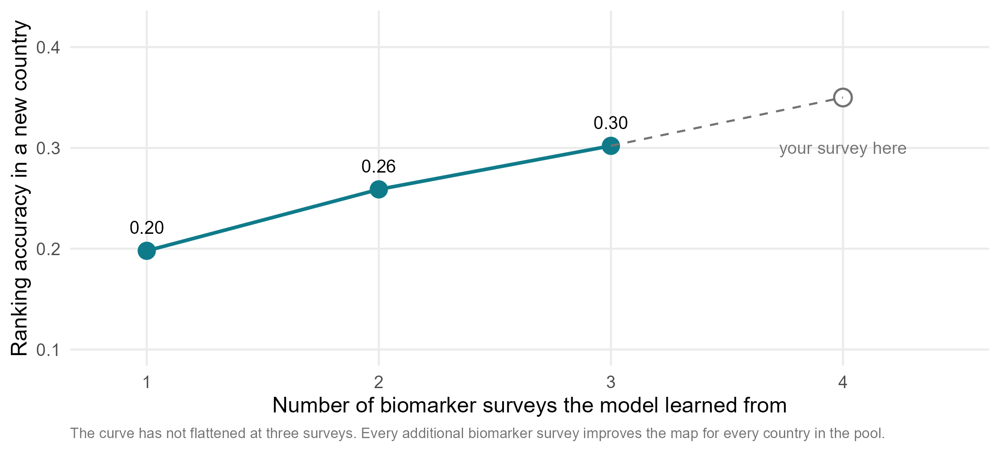 Ranking accuracy in a new country
0.4
0.3
0.2
0.1
0.20
0.26
0.30
your survey here
1
2
3
4
Number of biomarker surveys the model learned from
The curve has not flattened at three surveys. Every additional biomarker survey improves the map for every country in the pool.